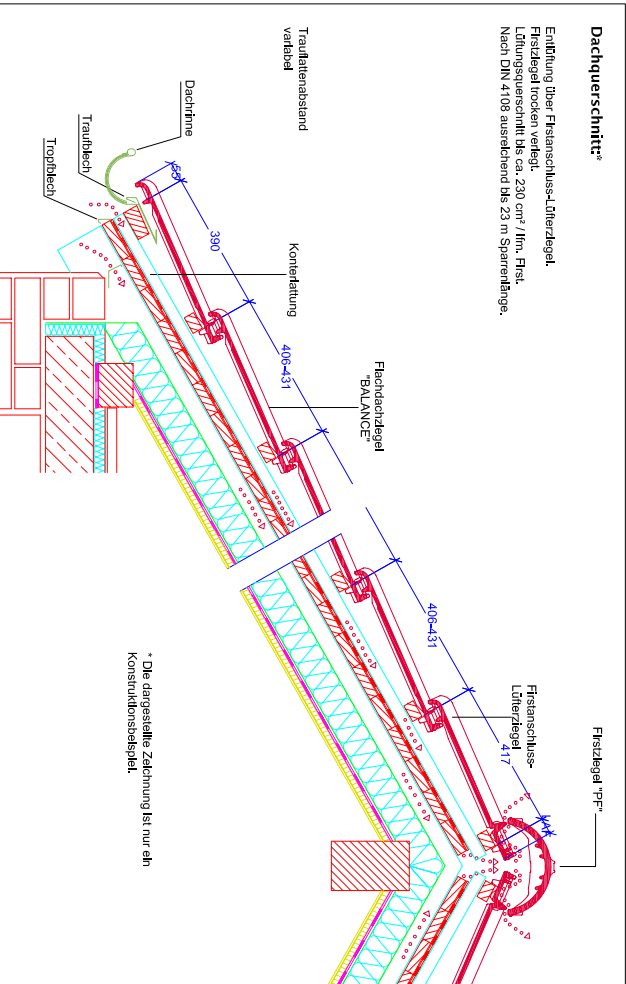 Dachquerschnitt:*
Entlüftung über Firstanschluss-Lüfterziegel.
Firstziegel trocken verlegt.
Lüftungsquerschnitt bis ca. 230 cm² / lfm. First.
Nach DIN 4108 ausreichend bis 23 m Sparrenlänge.
Firstziegel "PF"
Firstanschluss-
Lüfterziegel
417
LAF
406-431
Flachdachziegel
"BALANCE"
406-431
390
55
Konterlattung
Trauflattenabstand
variabel
Dachrinne
Traufblech
Tropfblech
* Die dargestellte Zeichnung ist nur ein
Konstruktionsbeispiel.